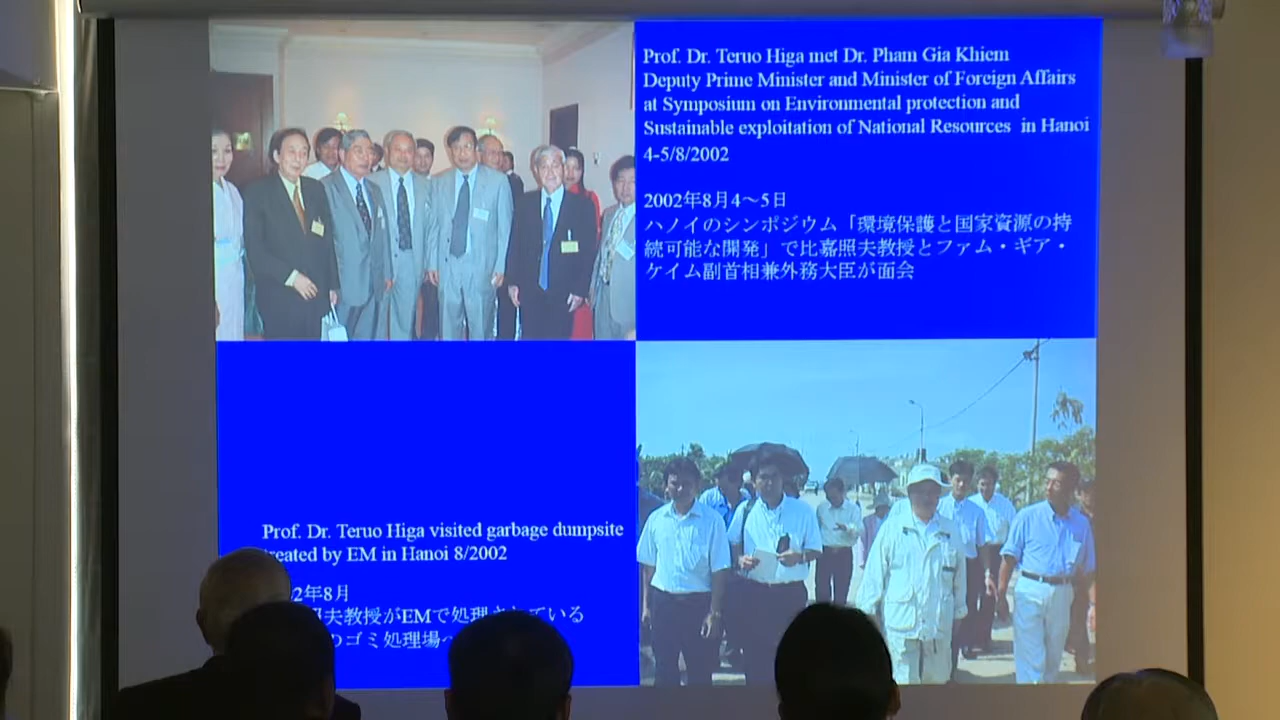 Prof. Dr. Teruo Higa met Dr. Pham Gia Khiem
Deputy Prime Minister and Minister of Foreign Affairs
at Symposium on Environmental protection and
Sustainable exploitation of National Resources in Hanoi
4-5/8/2002
2002年8月4～5日
ハノイのシンポジウム「環境保護と国家資源の持
続可能な開発」で比嘉照夫教授とファム・ギア・
ケイム副首相兼外務大臣が面会
Prof. Dr. Teruo Higa visited garbage dumpsite
reated by EM in Hanoi 8/2002
2年8月
照夫教授がEMで処理されている
のゴミ処理場へ